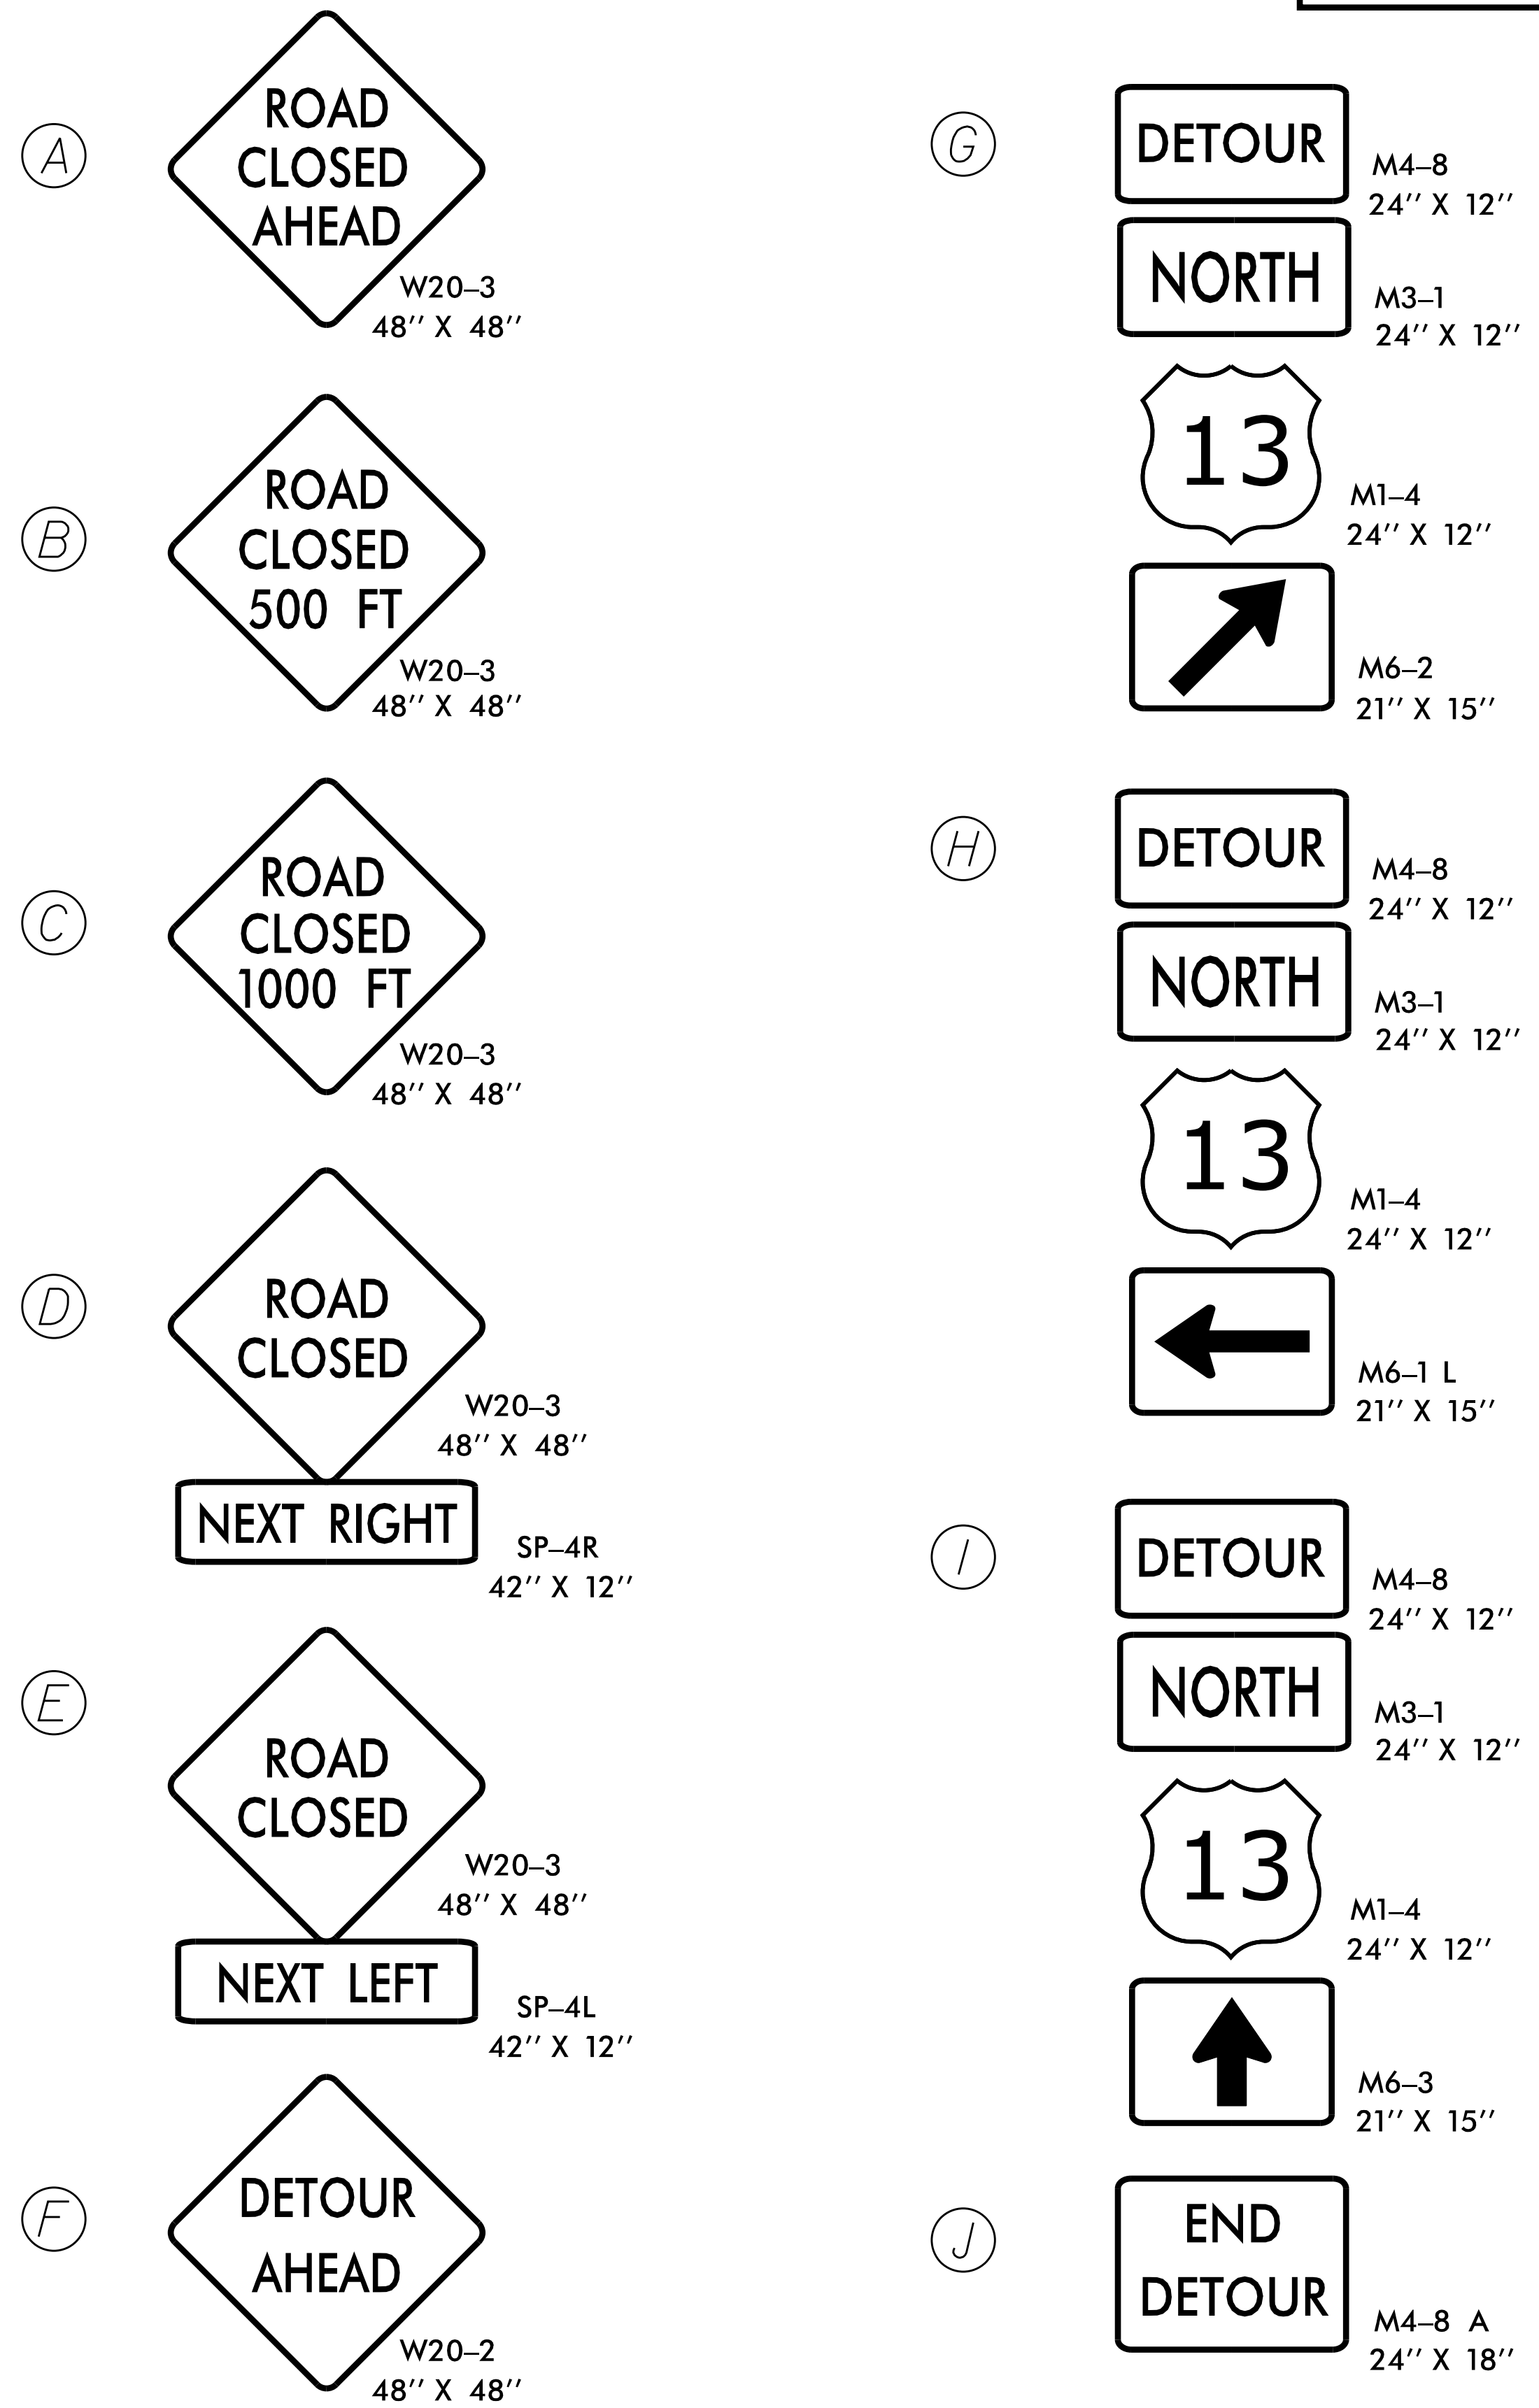 A
ROAD
CLOSED
AHEAD
W20–3
48'' X 48''
B
ROAD
CLOSED
500 FT
W20–3
48'' X 48''
C
ROAD
CLOSED
1000 FT
W20–3
48'' X 48''
D
ROAD
CLOSED
W20–3
48'' X 48''
NEXT RIGHT
SP–4R
42'' X 12''
E
ROAD
CLOSED
W20–3
48'' X 48''
NEXT LEFT
SP–4L
42'' X 12''
F
DETOUR
AHEAD
W20–2
48'' X 48''
G
DETOUR
M4–8
24'' X 12''
NORTH
M3–1
24'' X 12''
13
M1–4
24'' X 12''
M6–2
21'' X 15''
H
DETOUR
M4–8
24'' X 12''
NORTH
M3–1
24'' X 12''
13
M1–4
24'' X 12''
M6–1 L
21'' X 15''
I
DETOUR
M4–8
24'' X 12''
NORTH
M3–1
24'' X 12''
13
M1–4
24'' X 12''
M6–3
21'' X 15''
J
END
DETOUR
M4–8 A
24'' X 18''